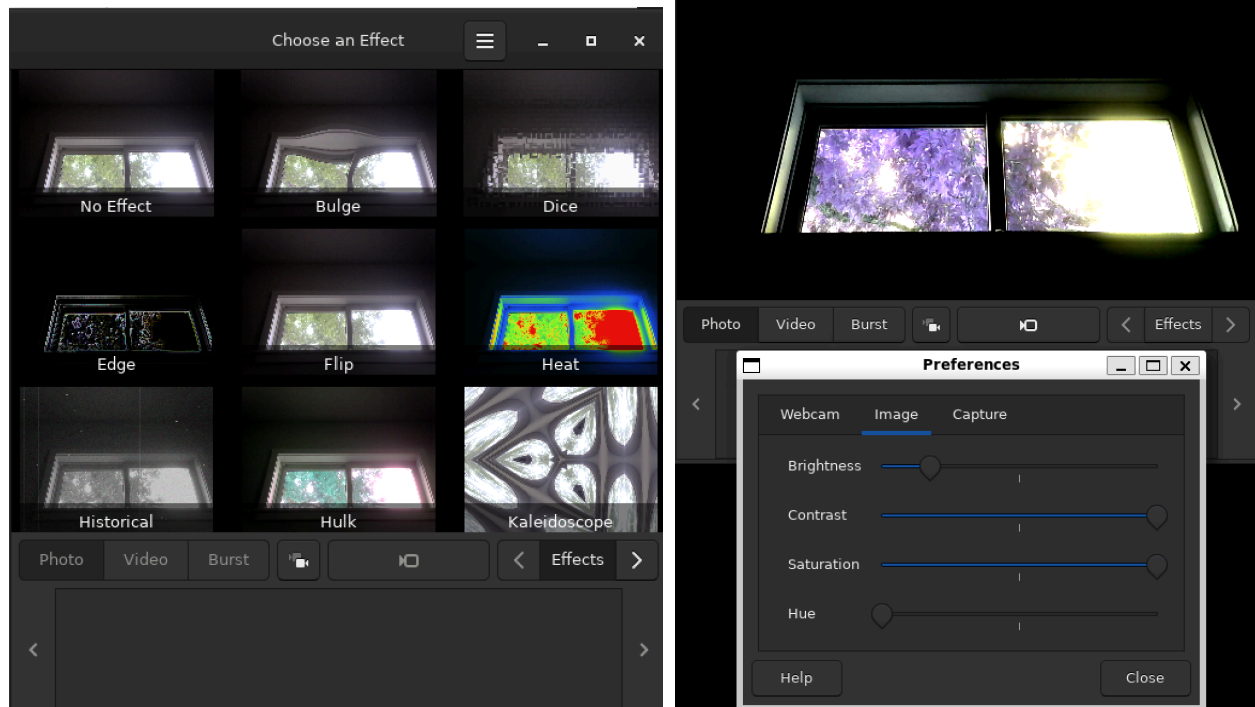 Choose an Effect
No Effect
Bulge
Dice
Edge
Flip
Heat
Historical
Hulk
Kaleidoscope
Photo
Video
Burst
Effects
Photo
Video
Burst
Effects
Preferences
Webcam
Image
Capture
Brightness
Contrast
Saturation
Hue
Help
Close